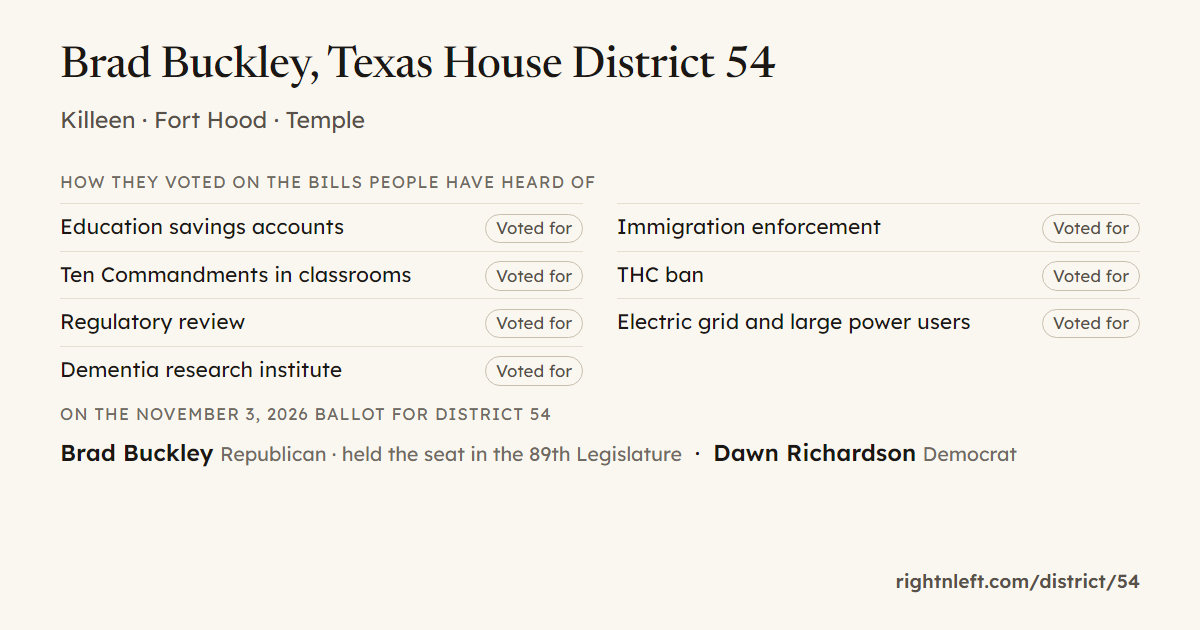 Brad Buckley, Texas House District 54
Killeen · Fort Hood · Temple
HOW THEY VOTED ON THE BILLS PEOPLE HAVE HEARD OF
Education savings accounts Voted for
Ten Commandments in classrooms Voted for
Regulatory review Voted for
Dementia research institute Voted for
Immigration enforcement Voted for
THC ban Voted for
Electric grid and large power users Voted for
ON THE NOVEMBER 3, 2026 BALLOT FOR DISTRICT 54
Brad Buckley Republican · held the seat in the 89th Legislature · Dawn Richardson Democrat
rightnleft.com/district/54